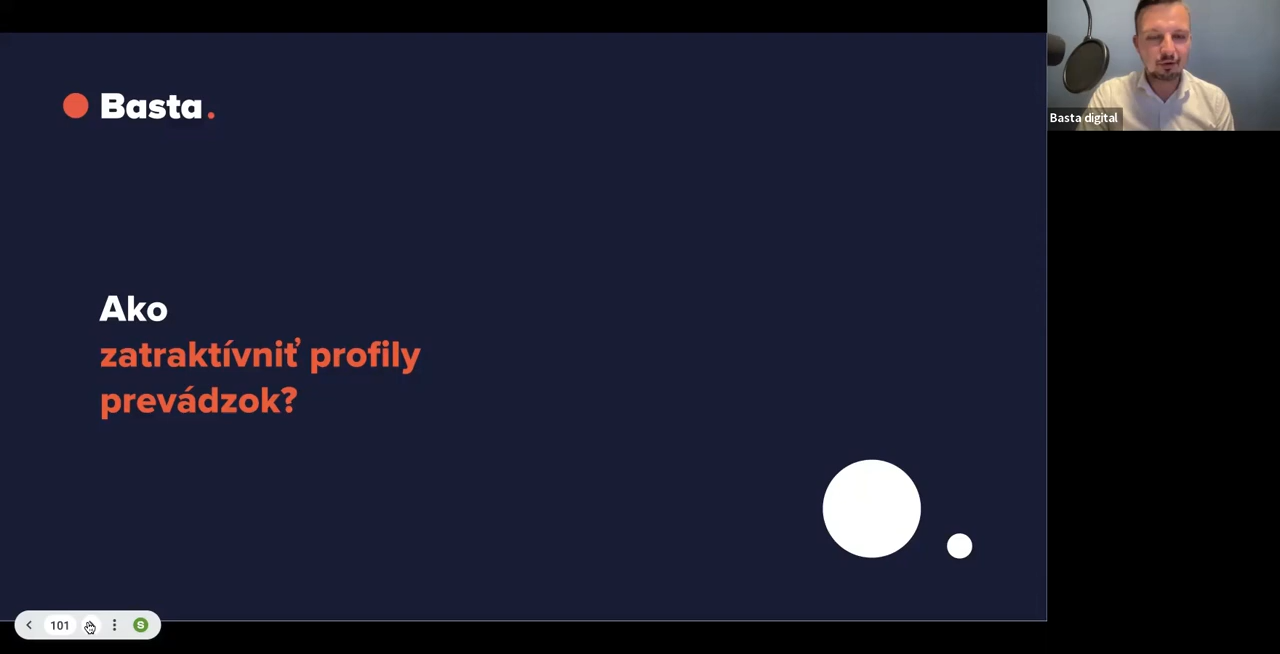 Basta.
Basta digital
Ako
zatraktívniť profily
prevádzok?
101
S